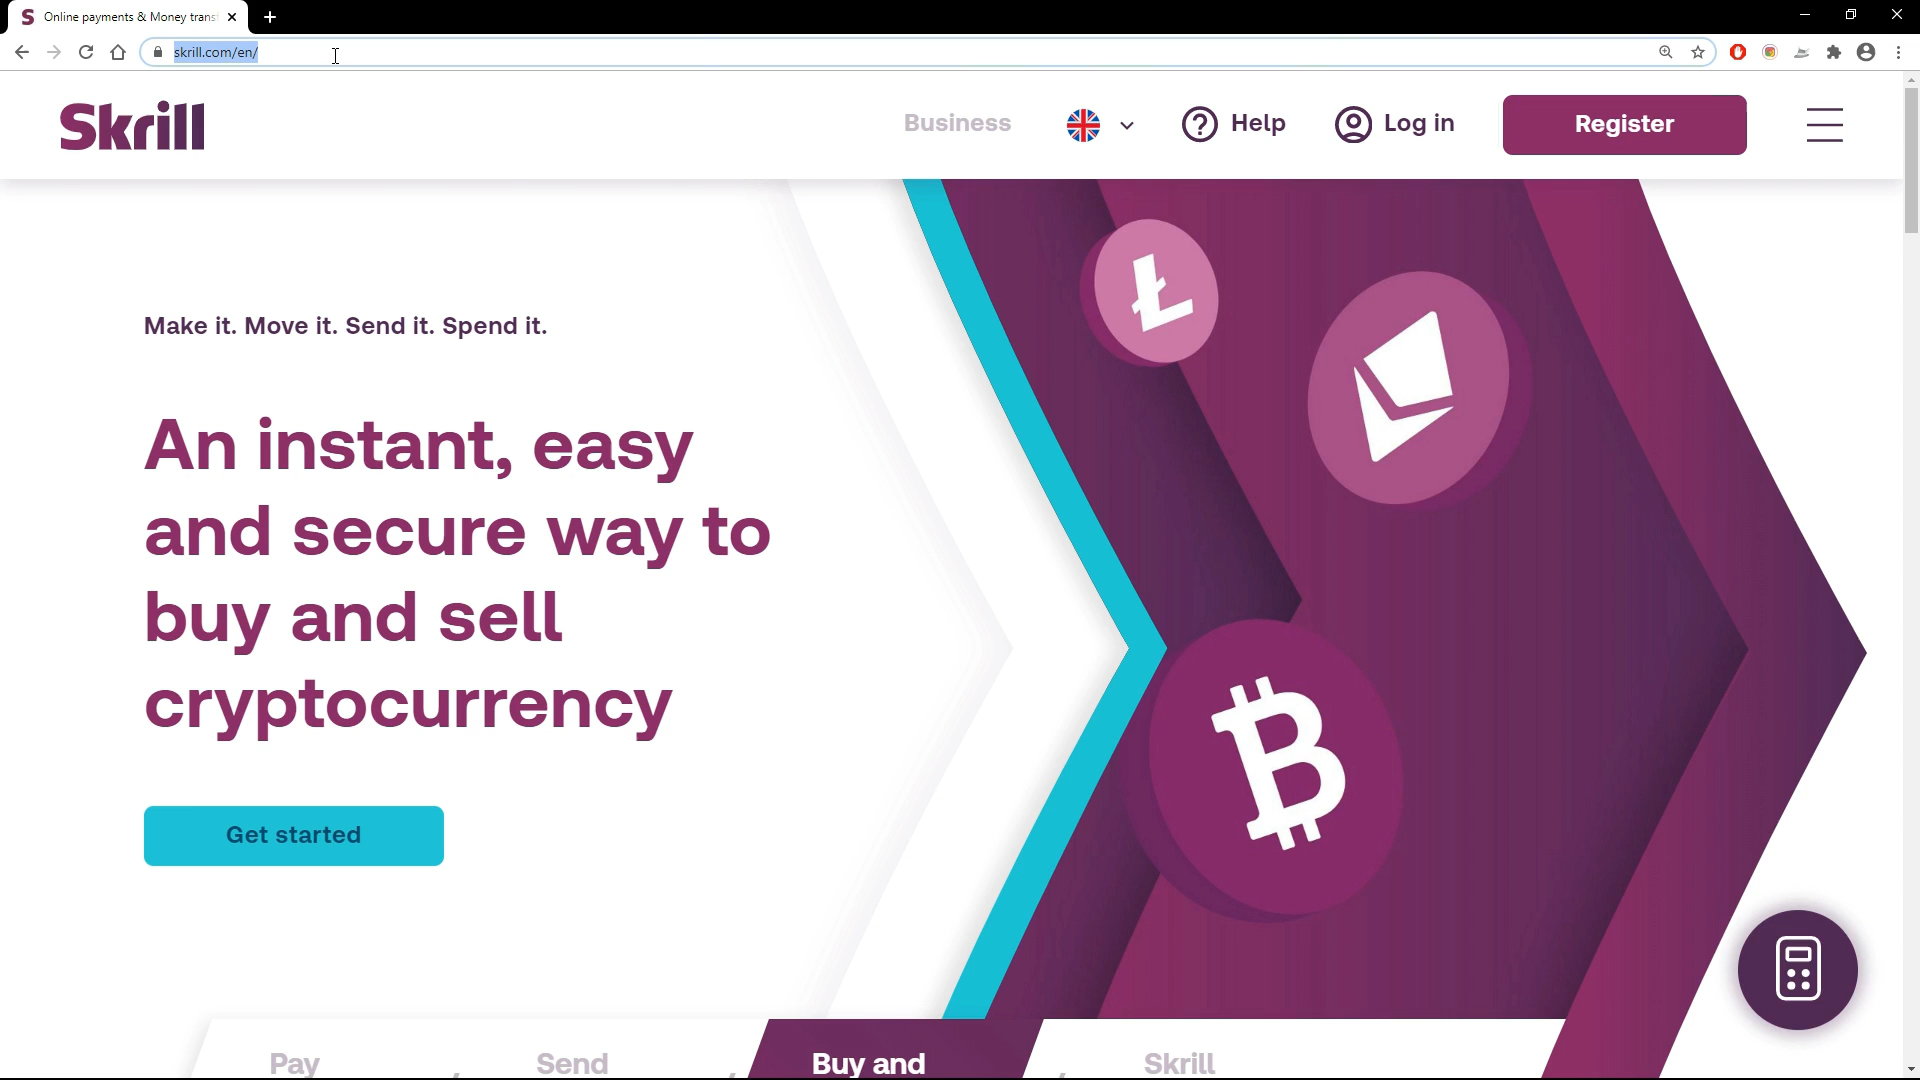 Online payments & Money trans
skrill.com/en/
Skrill
Business
Help
Log in
Register
Make it. Move it. Send it. Spend it.
An instant, easy
and secure way to
buy and sell
cryptocurrency
Get started
Pay
Send
Buy and
Skrill